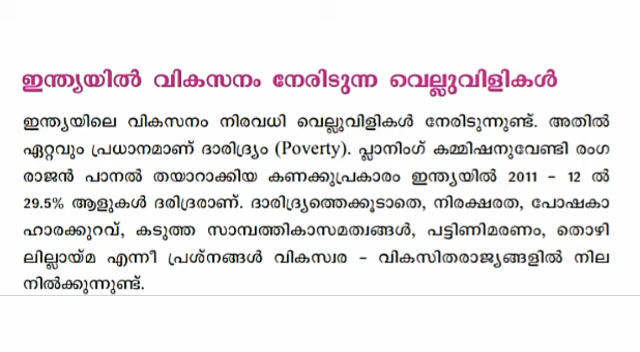 ഇന്ത്യയിൽ വികസനം നേരിടുന്ന വെല്ലുവിളികൾ
ഇന്ത്യയിലെ വികസനം നിരവധി വെല്ലുവിളികൾ നേരിടുന്നുണ്ട്. അതിൽ
ഏറ്റവും പ്രധാനമാണ് ദാരിദ്ര്യം (Poverty). പ്ലാനിംഗ് കമ്മിഷനുവേണ്ടി രംഗ
രാജൻ പാനൽ തയാറാക്കിയ കണക്കുപ്രകാരം ഇന്ത്യയിൽ 2011 – 12 ൽ
29.5% ആളുകൾ ദരിദ്രരാണ്. ദാരിദ്ര്യത്തെക്കൂടാതെ, നിരക്ഷരത, പോഷകാ
ഹാരക്കുറവ്, കടുത്ത സാമ്പത്തികാസമത്വങ്ങൾ, പട്ടിണിമരണം, തൊഴി
ലില്ലായ്മ എന്നീ പ്രശ്നങ്ങൾ വികസ്വര – വികസിതരാജ്യങ്ങളിൽ നില
നിൽക്കുന്നുണ്ട്.